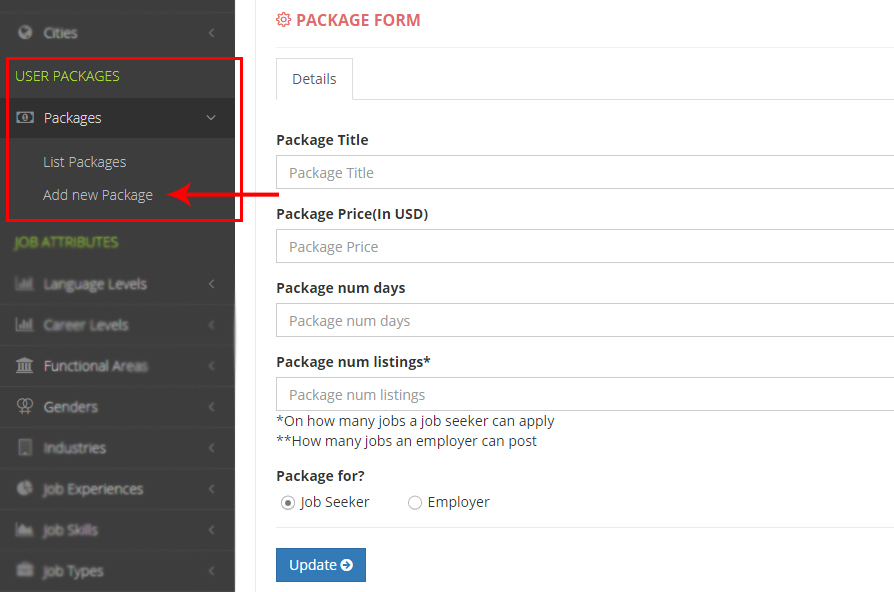 Cities
USER PACKAGES
Packages
List Packages
Add new Package
JOB ATTRIBUTES
Language Levels
Career Levels
Functional Areas
Genders
Industries
Job Experiences
Job Skills
Job Types
PACKAGE FORM
Details
Package Title
Package Title
Package Price(In USD)
Package Price
Package num days
Package num days
Package num listings*
Package num listings
*On how many jobs a job seeker can apply
**How many jobs an employer can post
Package for?
Job Seeker Employer
Update